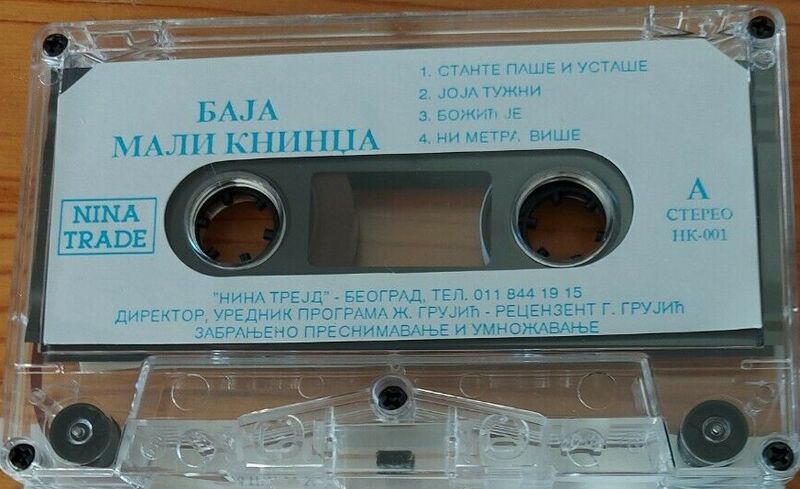 БАЈА
МАЛИ КНИНЏА
1. СТАНТЕ ПАШЕ И УСТАШЕ
2. ЈОЈА ТУЖНИ
3. БОЖИЋ ЈЕ
4. НИ МЕТРА, ВИШЕ
NINA
TRADE
A
СТЕРЕО
НК-001
"НИНА ТРЕЈД" - БЕОГРАД, ТЕЛ. 011 844 19 15
ДИРЕКТОР, УРЕДНИК ПРОГРАМА Ж. ГРУЈИЋ - РЕЦЕНЗЕНТ Г. ГРУЈИЋ
ЗАБРАЊЕНО ПРЕСНИМАВАЊЕ И УМНОЖАВАЊЕ